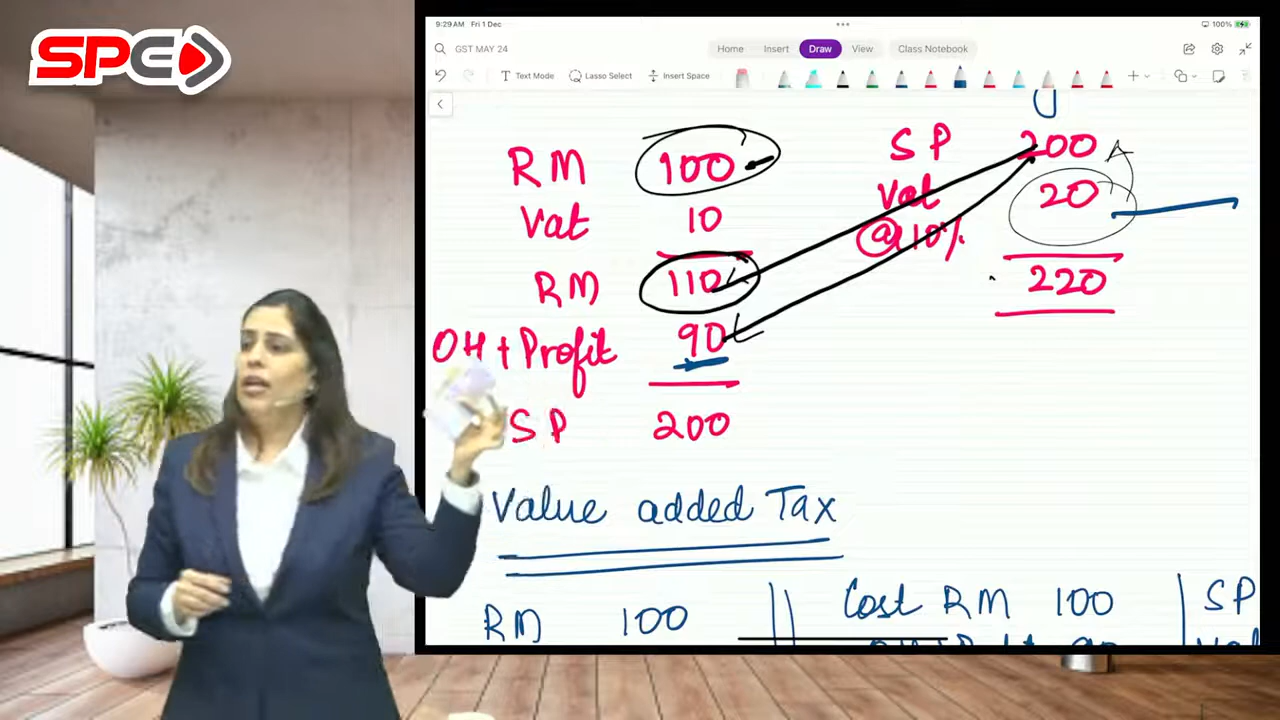 SPED
9:29 AM Fri 1 Dec
100%
GST MAY 24
Home Insert Draw View Class Notebook
Text Mode Lasso Select Insert Space
RM 100
Vat 10
RM 110
OH + Profit 90
SP 200
SP 200
Vat 20
@ 10%
220
Value added Tax
RM 100
Cost RM 100
SP